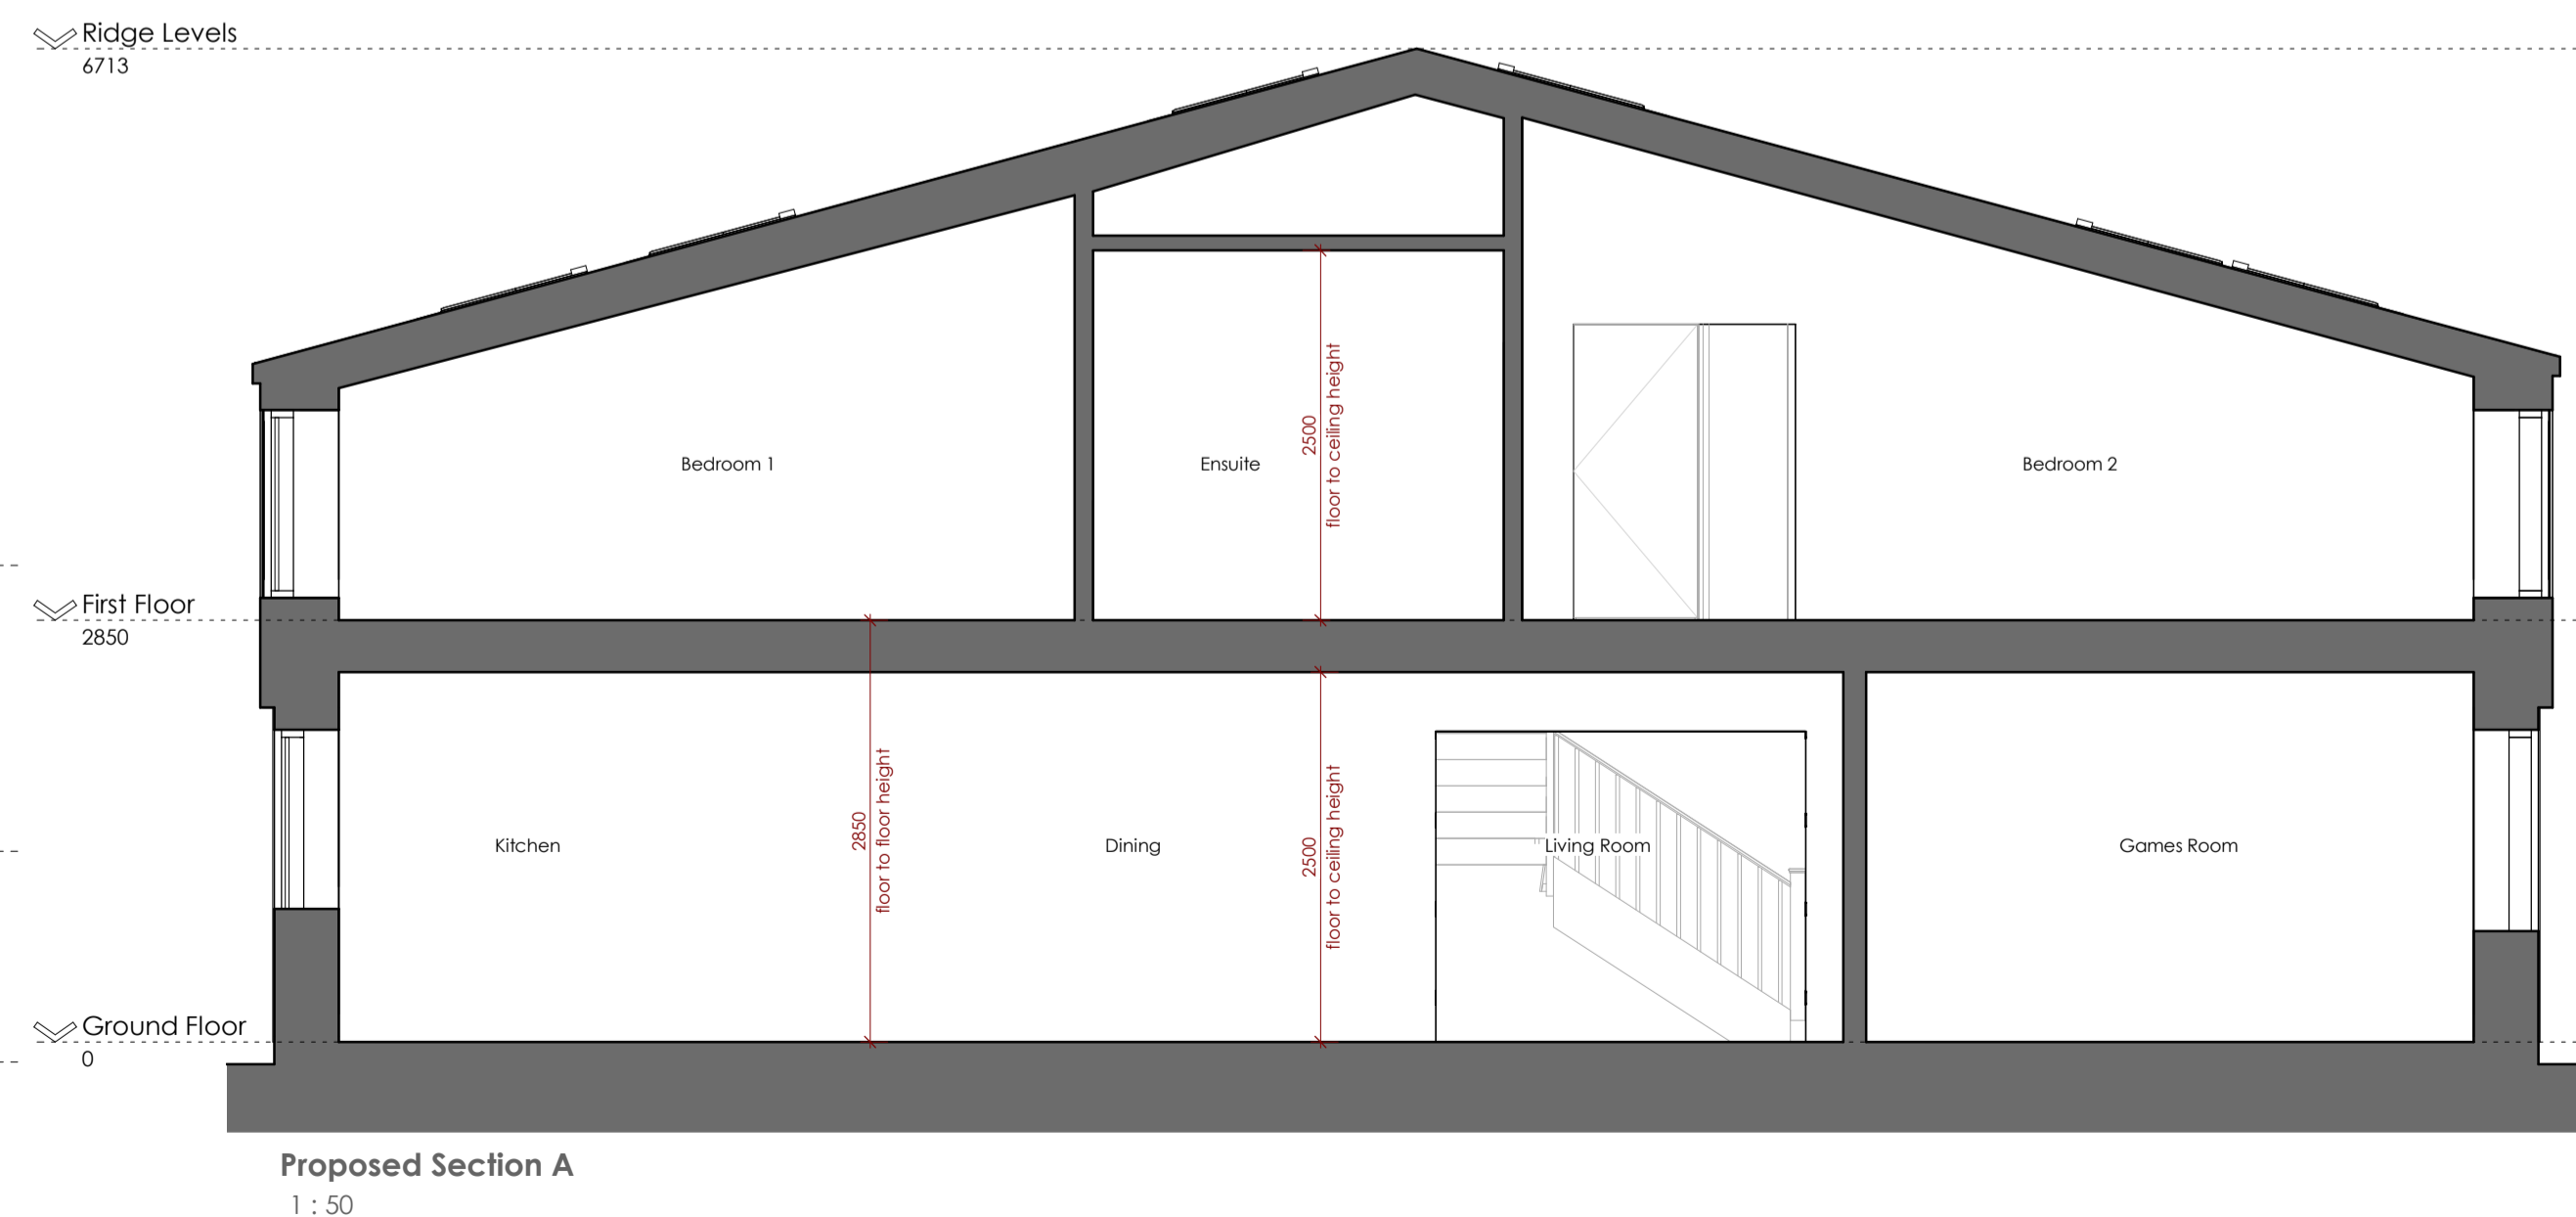 Ridge Levels
6713
2500
floor to ceiling height
Bedroom 1
Ensuite
Bedroom 2
First Floor
2850
2850
floor to floor height
2500
floor to ceiling height
Kitchen
Dining
Living Room
Games Room
Ground Floor
0
Proposed Section A
1 : 50